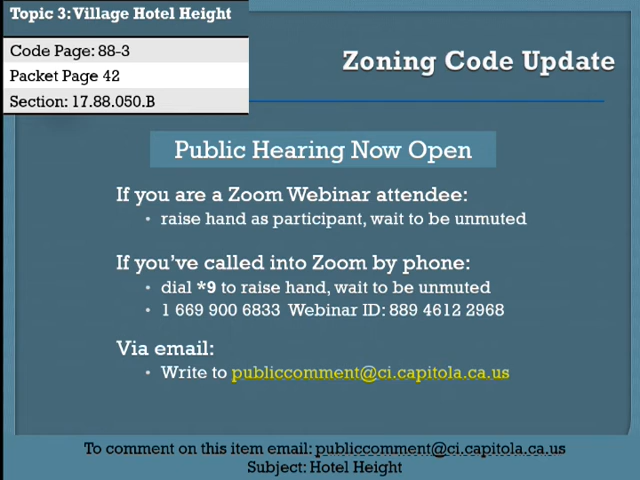 Topic 3: Village Hotel Height
Code Page: 88-3
Packet Page 42
Section: 17.88.050.B
Zoning Code Update
Public Hearing Now Open
If you are a Zoom Webinar attendee:
• raise hand as participant, wait to be unmuted
If you've called into Zoom by phone:
• dial *9 to raise hand, wait to be unmuted
• 1 669 900 6833 Webinar ID: 889 4612 2968
Via email:
• Write to publiccomment@ci.capitola.ca.us
To comment on this item email: publiccomment@ci.capitola.ca.us
Subject: Hotel Height